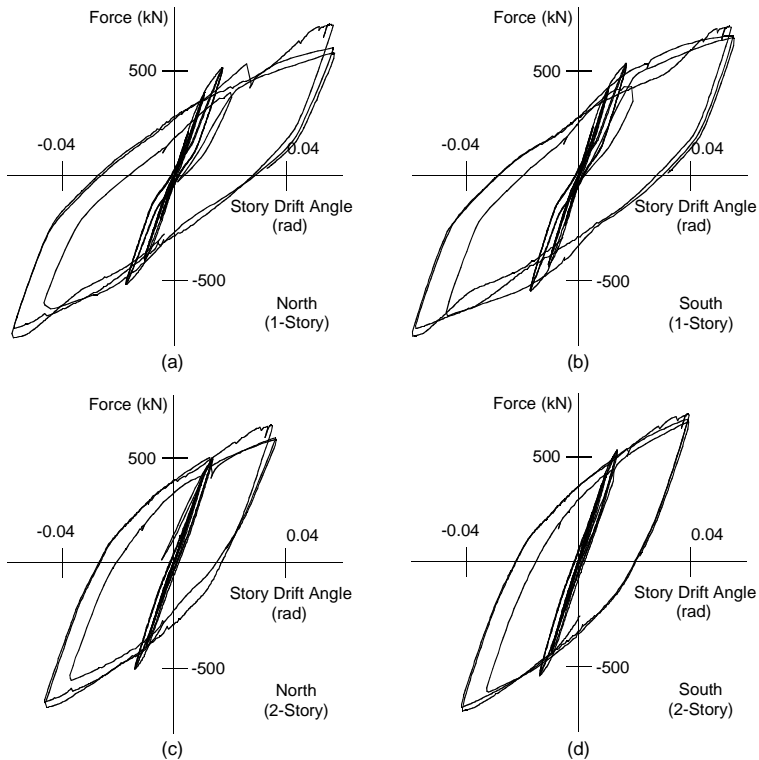 Force (kN)
500
-0.04
0.04
Story Drift Angle
(rad)
-500
North
(1-Story)
(a)
Force (kN)
500
-0.04
0.04
Story Drift Angle
(rad)
-500
South
(1-Story)
(b)
Force (kN)
500
-0.04
0.04
Story Drift Angle
(rad)
-500
North
(2-Story)
(c)
Force (kN)
500
-0.04
0.04
Story Drift Angle
(rad)
-500
South
(2-Story)
(d)